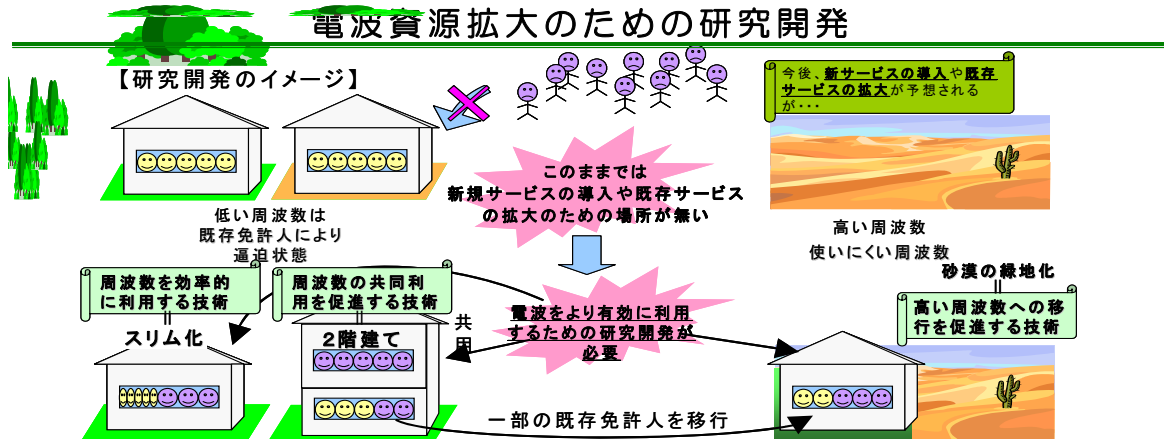 電波資源拡大のための研究開発
【研究開発のイメージ】
今後、新サービスの導入や既存
サービスの拡大が予想される
が・・・
このままでは
新規サービスの導入や既存サービス
の拡大のための場所が無い
低い周波数は
既存免許人により
逼迫状態
高い周波数
使いにくい周波数
砂漠の緑地化
=
周波数を効率的
に利用する技術
=
スリム化
周波数の共同利
用を促進する技術
=
2階建て
共
用
電波をより有効に利用
するための研究開発が
必要
高い周波数への移
行を促進する技術
一部の既存免許人を移行